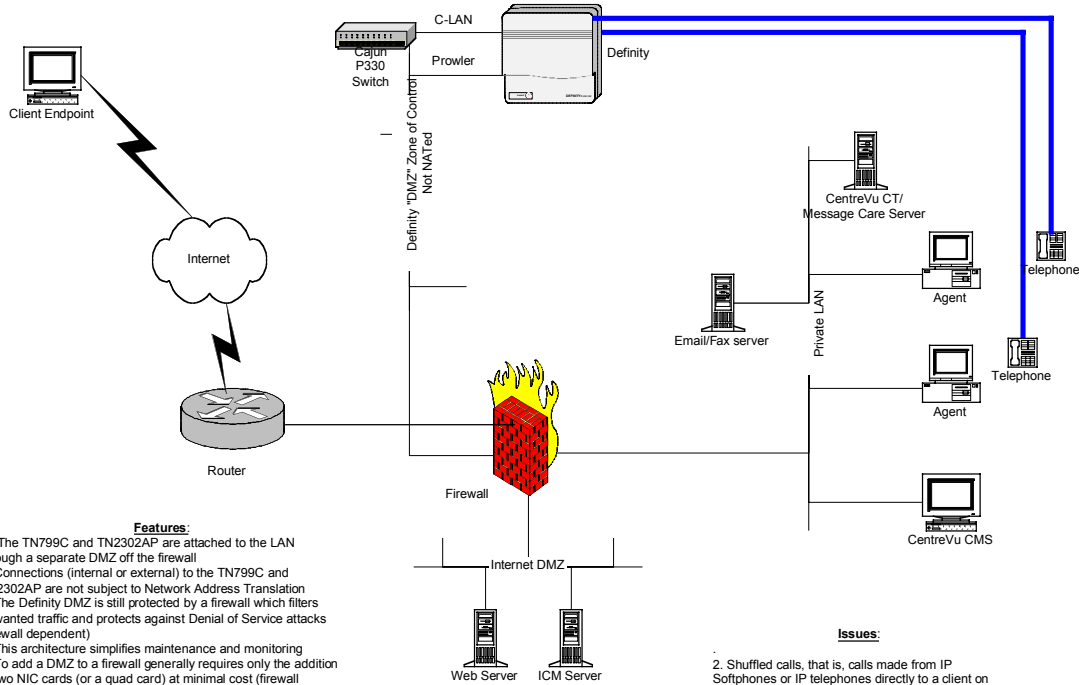 C-LAN
Cajun
P330
Switch
Prowler
Definity
Client Endpoint
Definity "DMZ" Zone of Control
Not NATed
CentreVu CT/
Message Care Server
Telephone
Internet
Agent
Private LAN
Email/Fax server
Telephone
Agent
Router
Firewall
CentreVu CMS
Internet DMZ
Web Server
ICM Server
Features:
The TN799C and TN2302AP are attached to the LAN
ough a separate DMZ off the firewall
Connections (internal or external) to the TN799C and
2302AP are not subject to Network Address Translation
The Definity DMZ is still protected by a firewall which filters
wanted traffic and protects against Denial of Service attacks
ewall dependent)
This architecture simplifies maintenance and monitoring
To add a DMZ to a firewall generally requires only the addition
wo NIC cards (or a quad card) at minimal cost (firewall
Issues:
.
2. Shuffled calls, that is, calls made from IP
Softphones or IP telephones directly to a client on